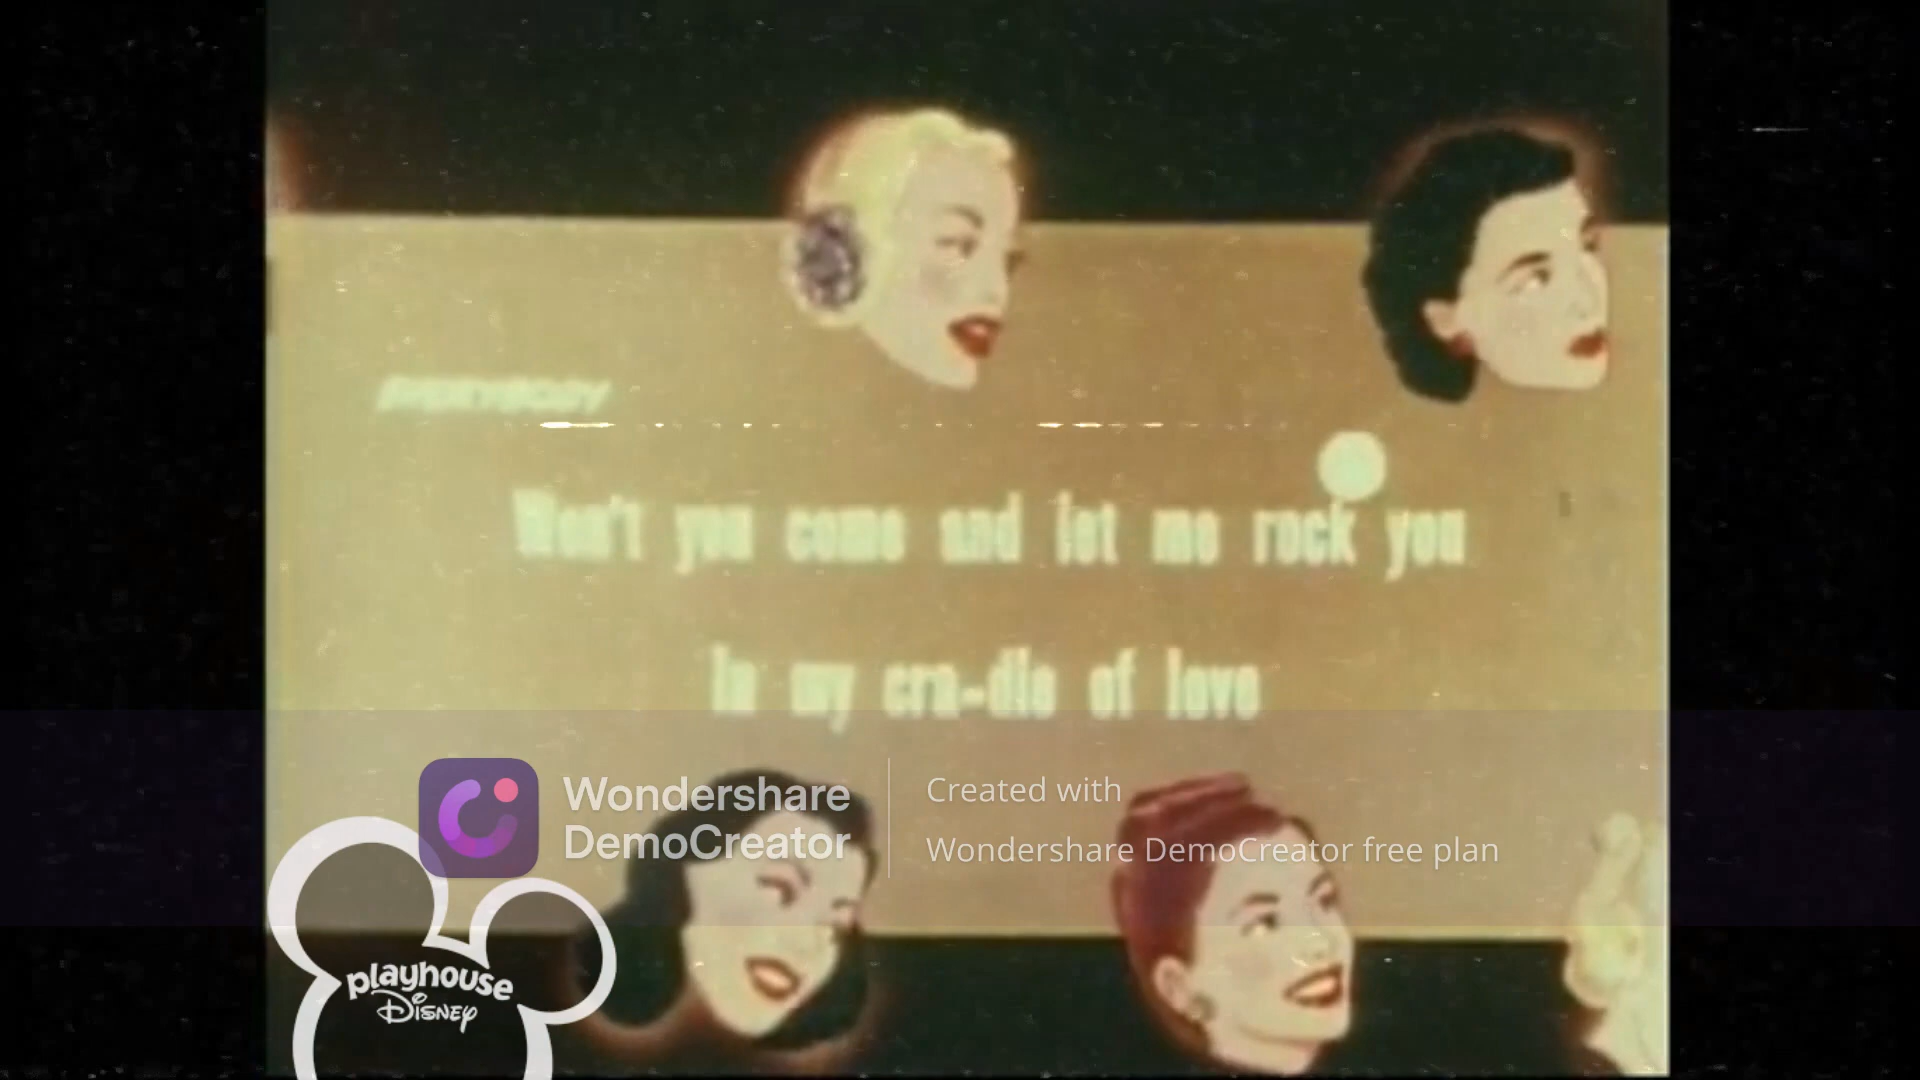 EVERYBODY
Won't you come and let me rock you
In my cra-dle of love
Wondershare
DemoCreator
Created with
Wondershare DemoCreator free plan
playhouse
Disney